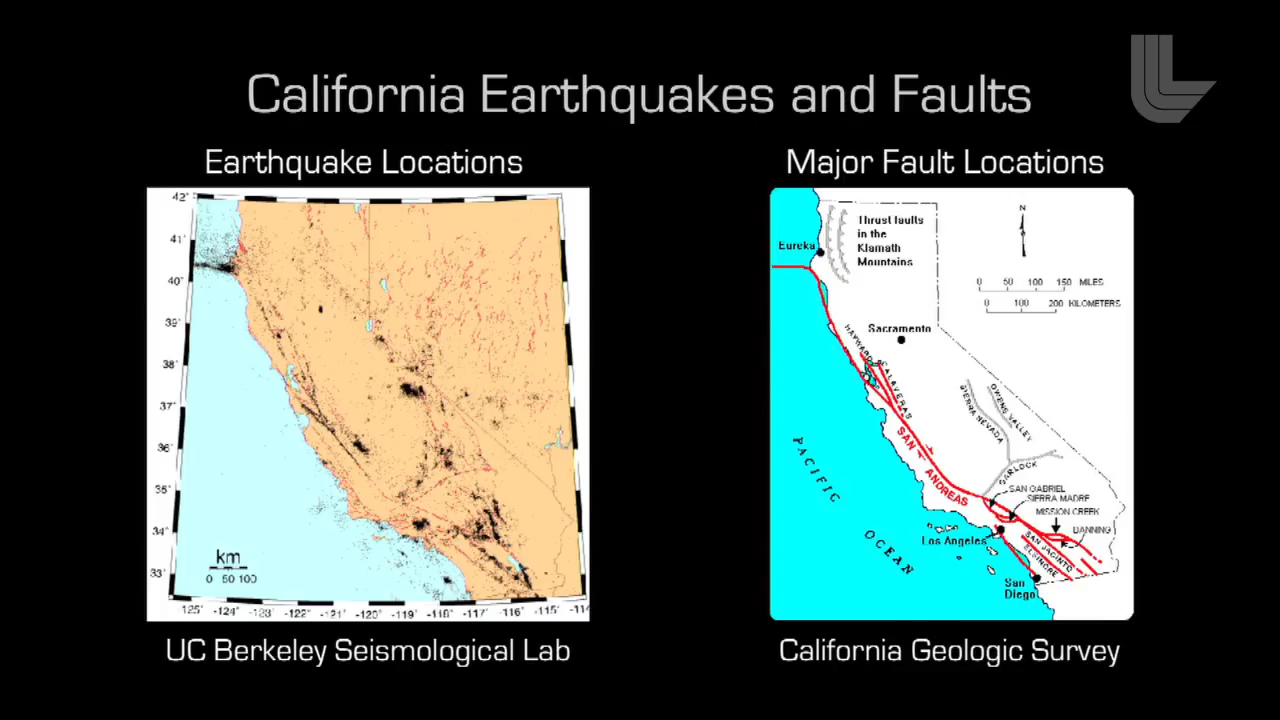 California Earthquakes and Faults
Earthquake Locations
Major Fault Locations
42°
41°
40°
39°
38°
37°
36°
35°
34°
33°
km
0 50 100
-125° -124° -123° -122° -121° -120° -119° -118° -117° -116° -115° -114
Thrust faults
in the
Klamath
Mountains
Eureka
N
0 50 100 150 MILES
0 100 200 KILOMETERS
Sacramento
HAYWARD
CALAVERAS
SAN ANDREAS
SIERRA NEVADA
OWENS VALLEY
GARLOCK
SAN GABRIEL
SIERRA MADRE
MISSION CREEK
BANNING
SAN JACINTO
ELSINORE
Los Angeles
San
Diego
PACIFIC OCEAN
UC Berkeley Seismological Lab
California Geologic Survey